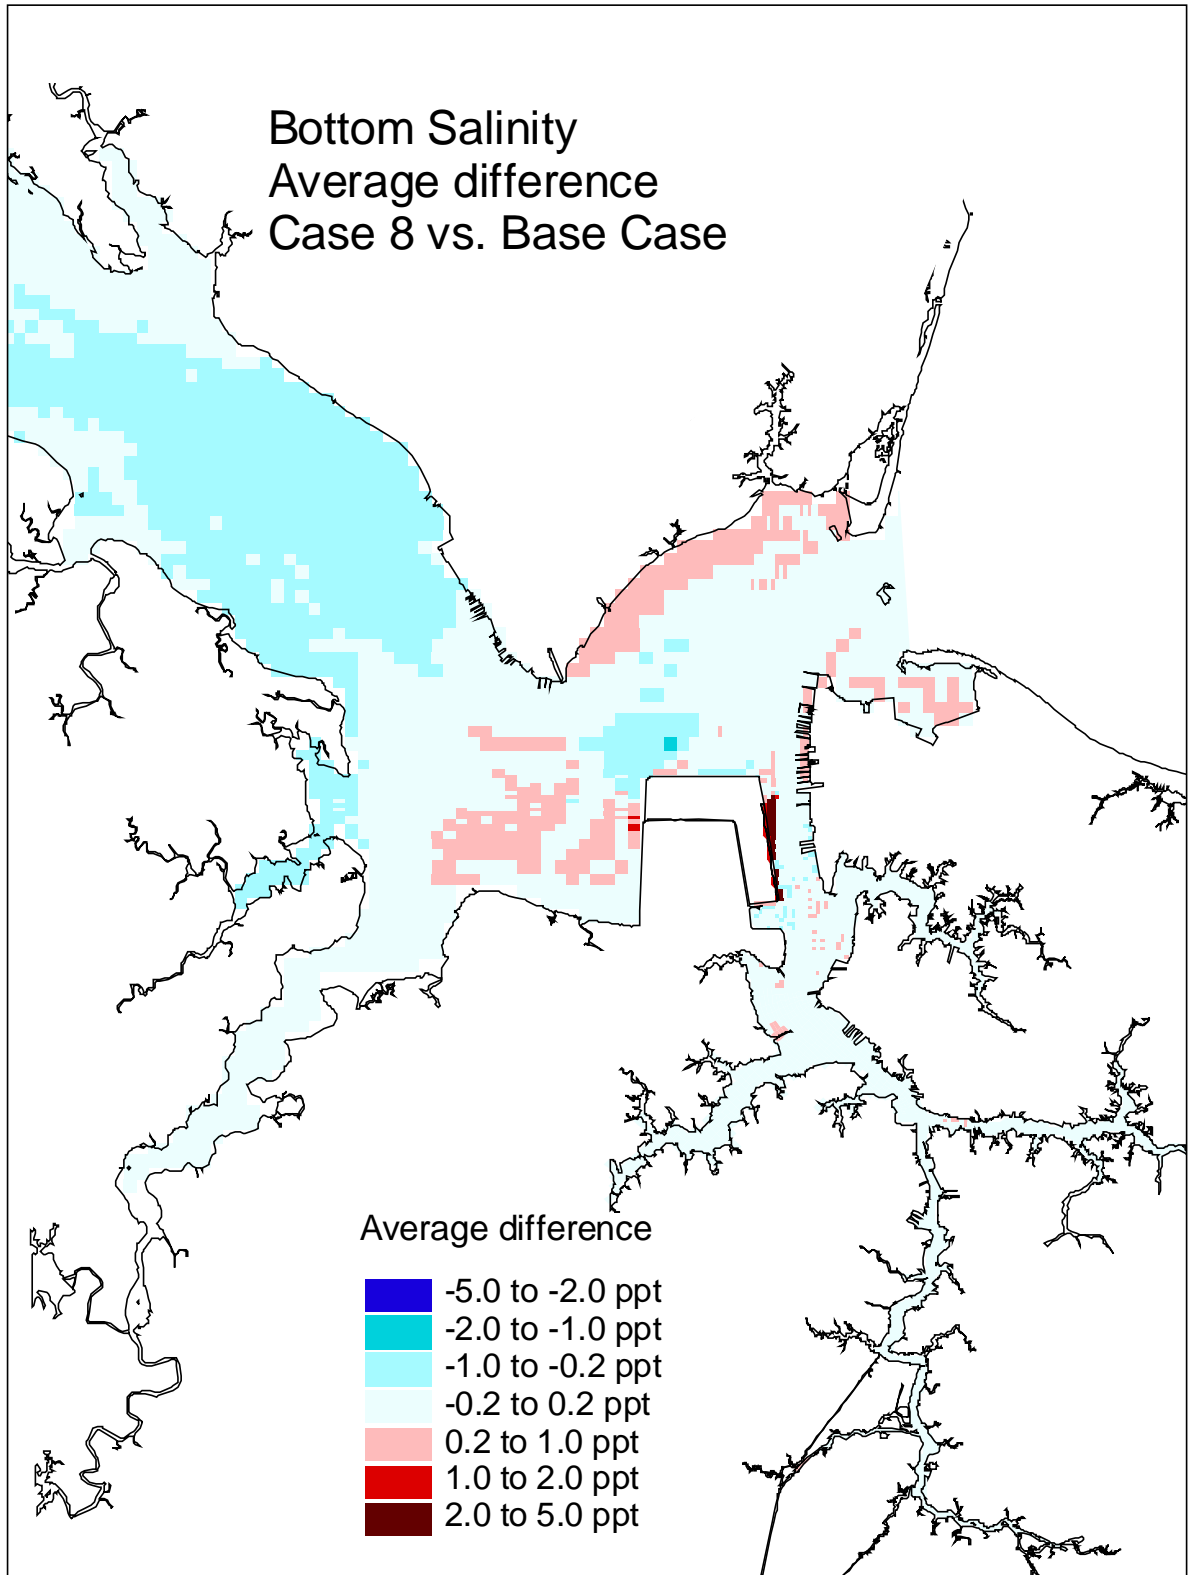 Bottom Salinity
Average difference
Case 8 vs. Base Case
Average difference
-5.0 to -2.0 ppt
-2.0 to -1.0 ppt
-1.0 to -0.2 ppt
-0.2 to 0.2 ppt
0.2 to 1.0 ppt
1.0 to 2.0 ppt
2.0 to 5.0 ppt